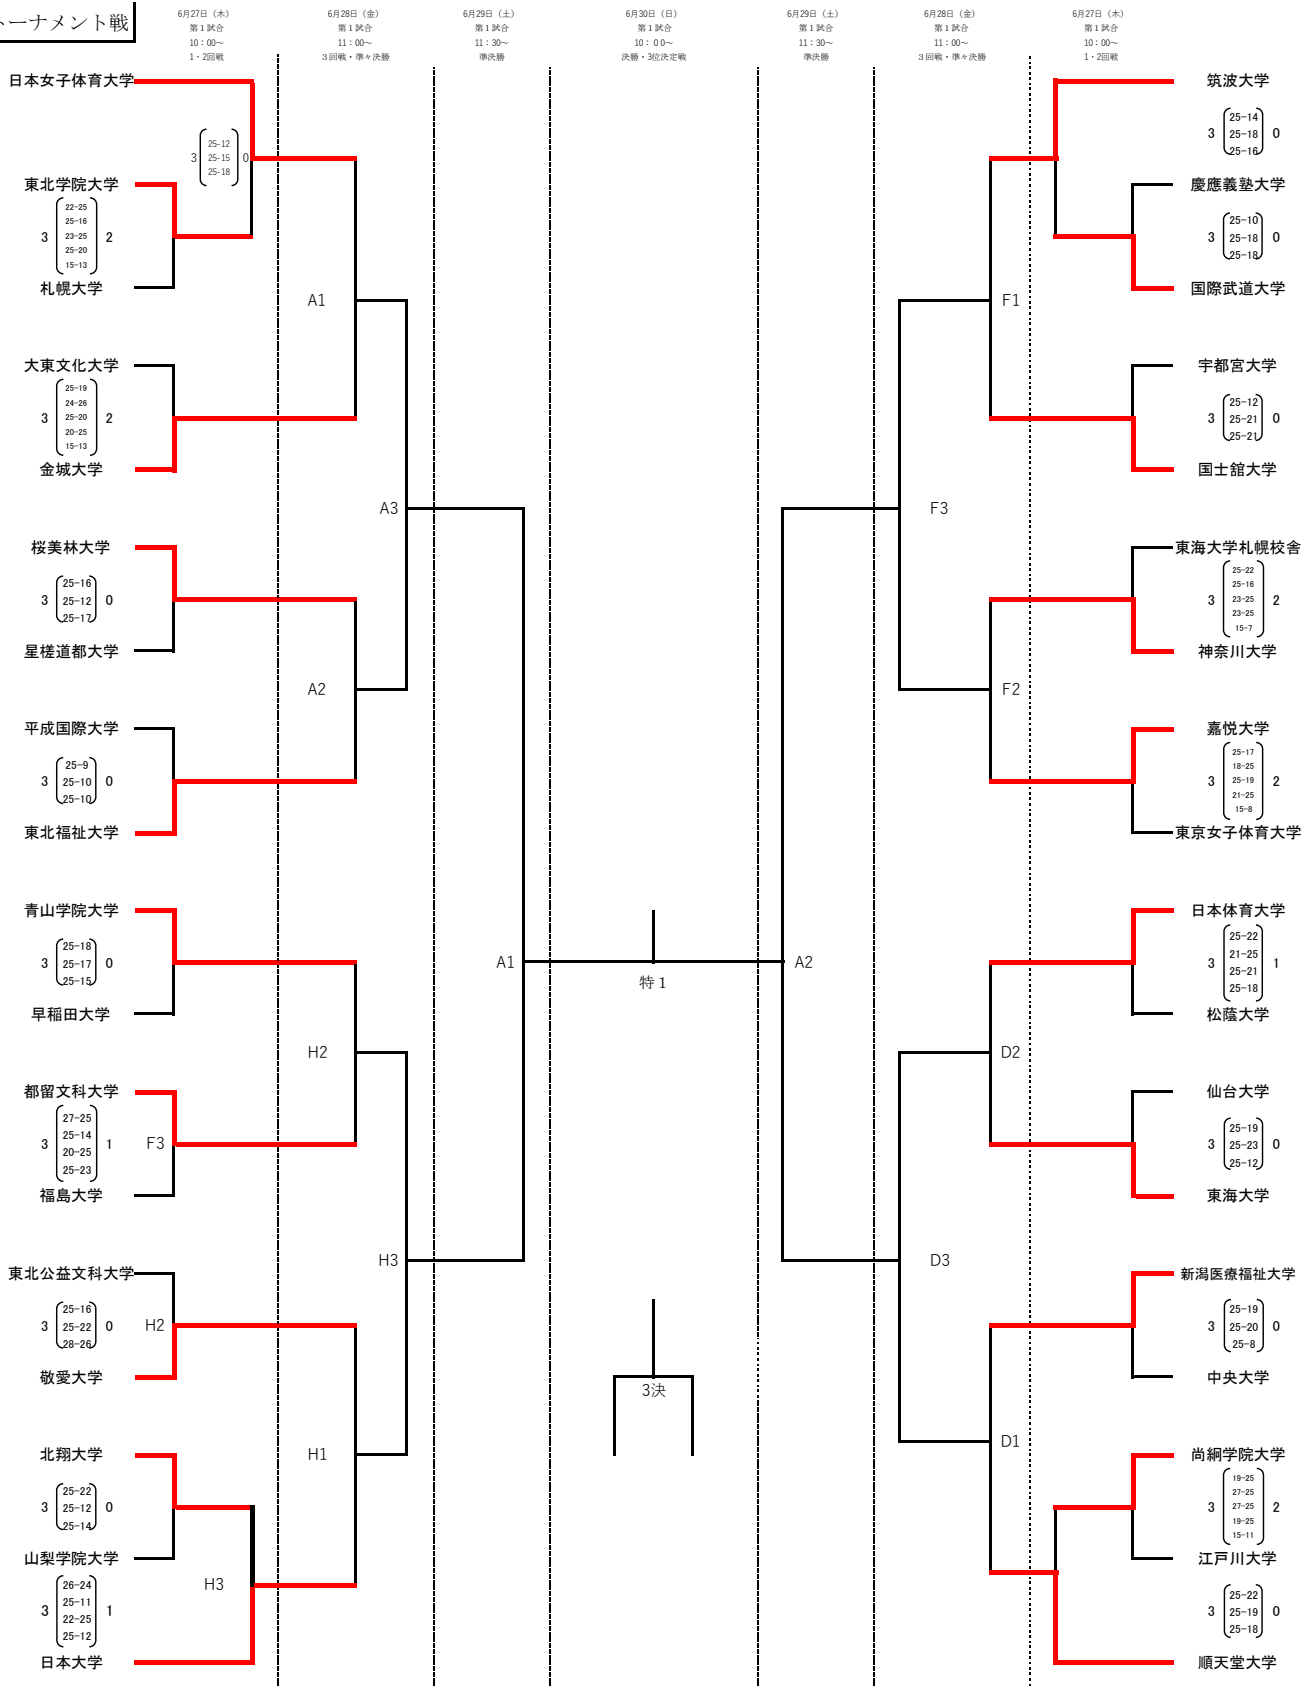 トーナメント戦
6月27日（木）
第１試合
10：00～
1・2回戦
6月28日（金）
第１試合
11：00～
３回戦・準々決勝
6月29日（土）
第１試合
11：30～
準決勝
6月30日（日）
第１試合
10：００～
決勝・3位決定戦
6月29日（土）
第１試合
11：30～
準決勝
6月28日（金）
第１試合
11：00～
３回戦・準々決勝
6月27日（木）
第１試合
10：00～
1・2回戦
日本女子体育大学
25-12
3 25-15 0
25-18
東北学院大学
22-25
25-16
3 23-25 2
25-20
15-13
札幌大学
A1
大東文化大学
25-19
24-26
3 25-20 2
20-25
15-13
金城大学
A3
桜美林大学
25-16
3 25-12 0
25-17
星槎道都大学
A2
平成国際大学
25-9
3 25-10 0
25-10
東北福祉大学
青山学院大学
25-18
3 25-17 0
25-15
早稲田大学
H2
都留文科大学
27-25
25-14
3 1 F3
20-25
25-23
福島大学
H3
東北公益文科大学
25-16
3 25-22 0 H2
28-26
敬愛大学
H1
北翔大学
25-22
3 25-12 0
25-14
山梨学院大学
H3
26-24
25-11
3 1
22-25
25-12
日本大学
A1
特１
A2
3決
筑波大学
25-14
3 25-18 0
25-16
慶應義塾大学
25-10
3 25-18 0
25-18
国際武道大学
F1
宇都宮大学
25-12
3 25-21 0
25-21
国士舘大学
F3
東海大学札幌校舎
25-22
25-16
3 23-25 2
23-25
15-7
神奈川大学
F2
嘉悦大学
25-17
18-25
3 25-19 2
21-25
15-8
東京女子体育大学
日本体育大学
25-22
21-25
3 1
25-21
25-18
松蔭大学
D2
仙台大学
25-19
3 25-23 0
25-12
東海大学
D3
新潟医療福祉大学
25-19
3 25-20 0
25-8
中央大学
D1
尚絅学院大学
19-25
27-25
3 27-25 2
19-25
15-11
江戸川大学
25-22
3 25-19 0
25-18
順天堂大学